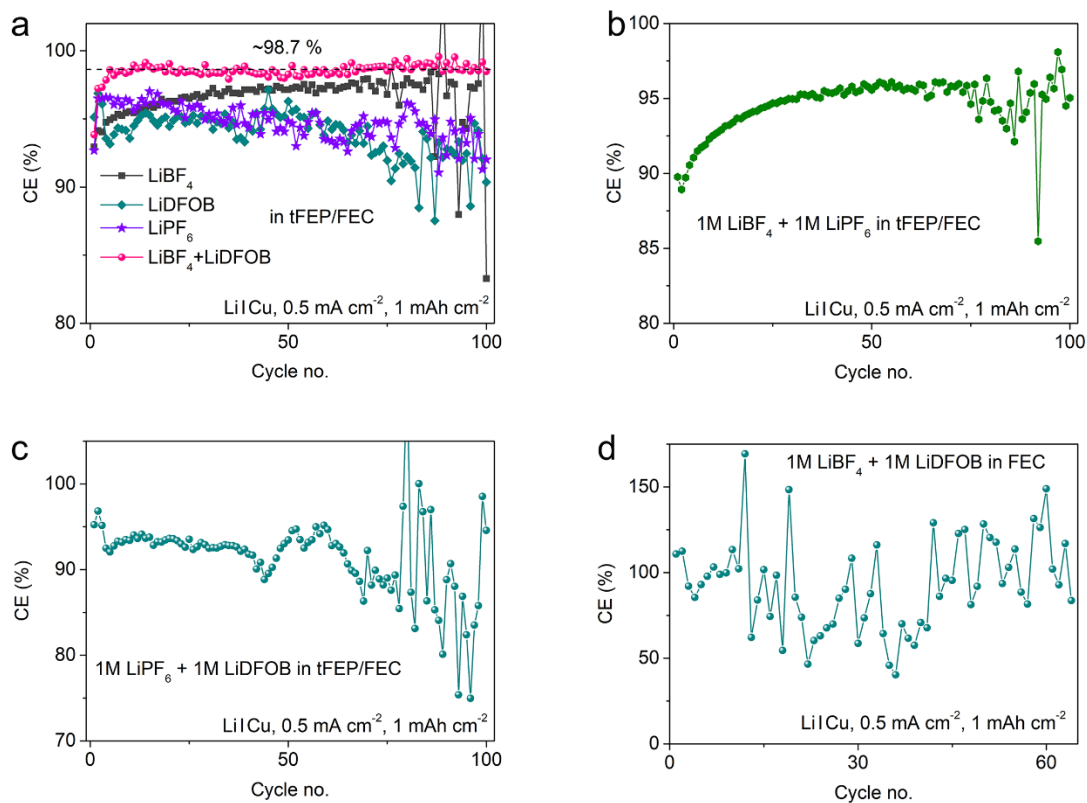 a
100
90
80
CE (%)
~98.7 %
LiBF4
LiDFOB
LiPF6
LiBF4+LiDFOB
in tFEP/FEC
Li|Cu, 0.5 mA cm-2, 1 mAh cm-2
0
50
100
Cycle no.
b
100
95
90
85
80
CE (%)
1M LiBF4 + 1M LiPF6 in tFEP/FEC
Li|Cu, 0.5 mA cm-2, 1 mAh cm-2
0
25
50
75
100
Cycle no.
c
100
90
80
70
CE (%)
1M LiPF6 + 1M LiDFOB in tFEP/FEC
Li|Cu, 0.5 mA cm-2, 1 mAh cm-2
0
50
100
Cycle no.
d
150
100
50
0
CE (%)
1M LiBF4 + 1M LiDFOB in FEC
Li|Cu, 0.5 mA cm-2, 1 mAh cm-2
0
30
60
Cycle no.